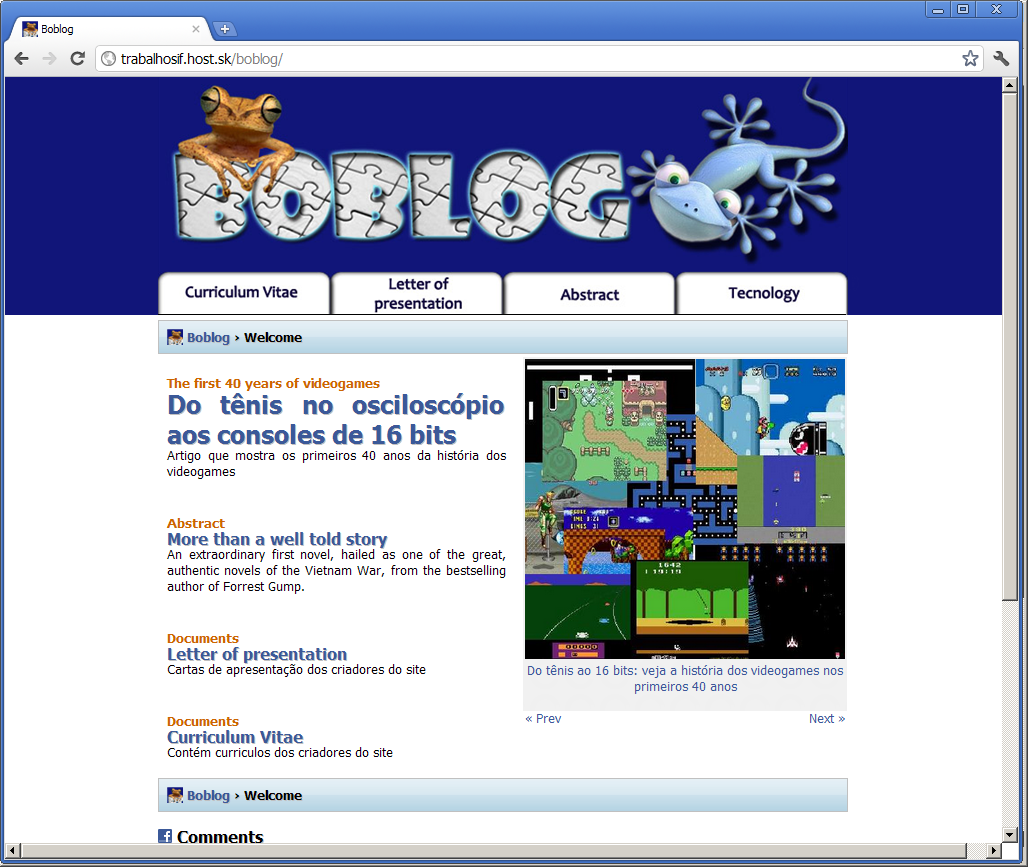 Boblog
trabalhosif.host.sk/boblog/
BOBLOG
Curriculum Vitae
Letter of
presentation
Abstract
Tecnology
Boblog › Welcome
The first 40 years of videogames
Do tênis no osciloscópio
aos consoles de 16 bits
Artigo que mostra os primeiros 40 anos da história dos
videogames
Abstract
More than a well told story
An extraordinary first novel, hailed as one of the great,
authentic novels of the Vietnam War, from the bestselling
author of Forrest Gump.
Documents
Letter of presentation
Cartas de apresentação dos criadores do site
Documents
Curriculum Vitae
Contém curriculos dos criadores do site
1642
Do tênis ao 16 bits: veja a história dos videogames nos
primeiros 40 anos
« Prev
Next »
Boblog › Welcome
Comments